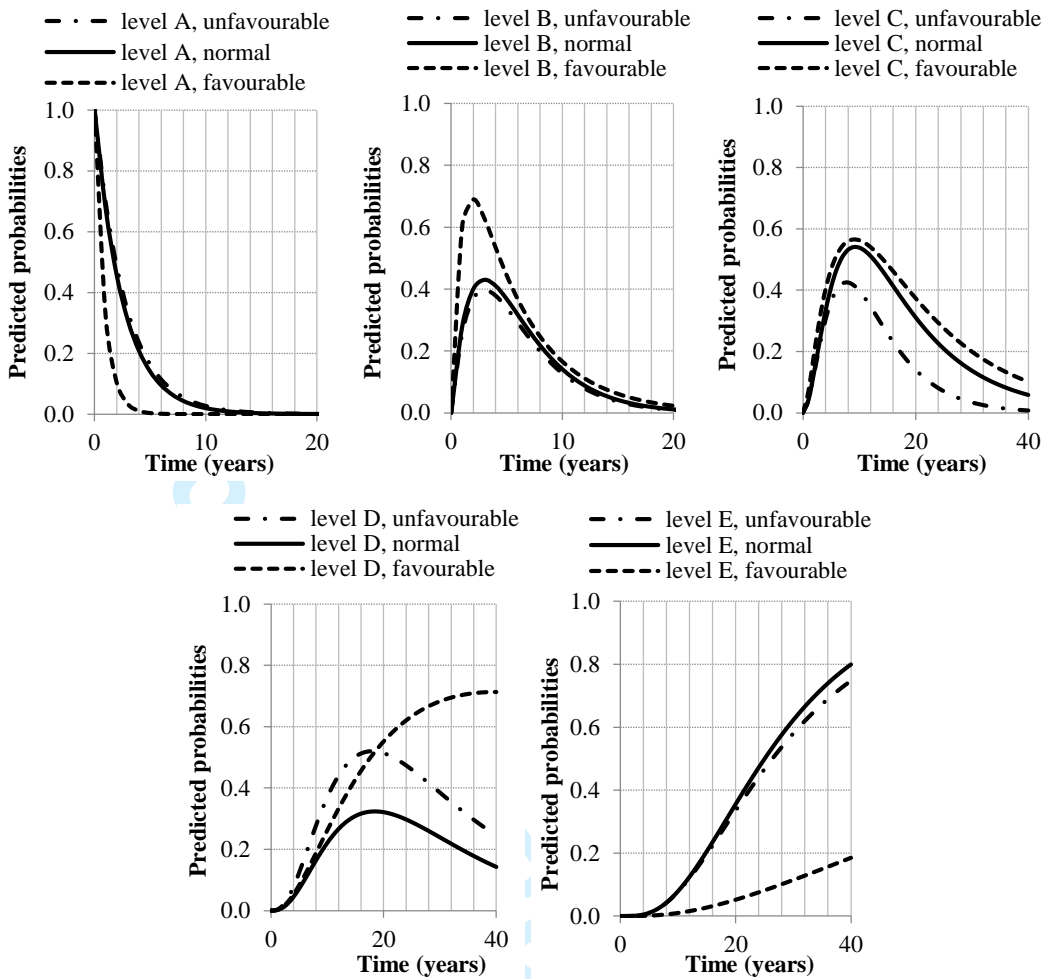 level A, unfavourable
level A, normal
level A, favourable
1.0
0.8
0.6
0.4
0.2
0.0
0 10 20
Predicted probabilities
Time (years)
level B, unfavourable
level B, normal
level B, favourable
1.0
0.8
0.6
0.4
0.2
0.0
0 10 20
Predicted probabilities
Time (years)
level C, unfavourable
level C, normal
level C, favourable
1.0
0.8
0.6
0.4
0.2
0.0
0 20 40
Predicted probabilities
Time (years)
level D, unfavourable
level D, normal
level D, favourable
1.0
0.8
0.6
0.4
0.2
0.0
0 20 40
Predicted probabilities
Time (years)
level E, unfavourable
level E, normal
level E, favourable
1.0
0.8
0.6
0.4
0.2
0.0
0 20 40
Predicted probabilities
Time (years)